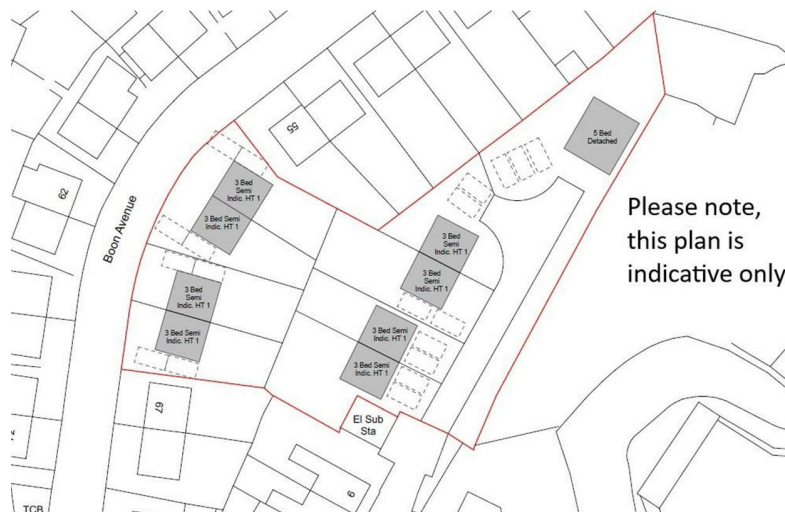 55
5 Bed
Detached
62
Boon Avenue
3 Bed
Semi
Indic. HT 1
3 Bed Semi
Indic. HT 1
3 Bed
Semi
Indic. HT 1
3 Bed
Semi
Indic. HT 1
Please note,
this plan is
indicative only
3 Bed
Semi
Indic. HT 1
3 Bed Semi
Indic. HT 1
3 Bed Semi
Indic. HT 1
3 Bed Semi
Indic. HT 1
67
El Sub
Sta
9
TCB